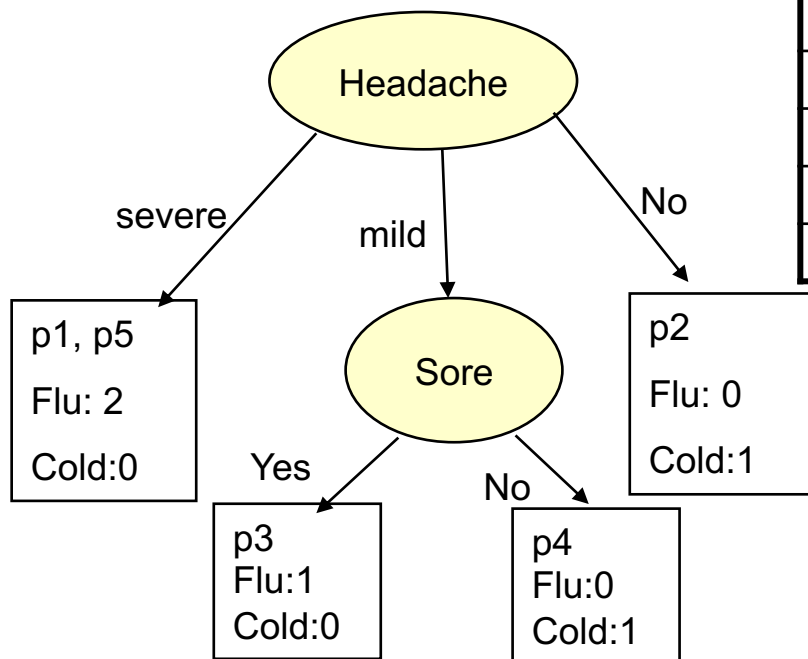 Headache
severe
mild
No
p1, p5
Flu: 2
Cold:0
Sore
p2
Flu: 0
Cold:1
Yes
No
p3
Flu:1
Cold:0
p4
Flu:0
Cold:1